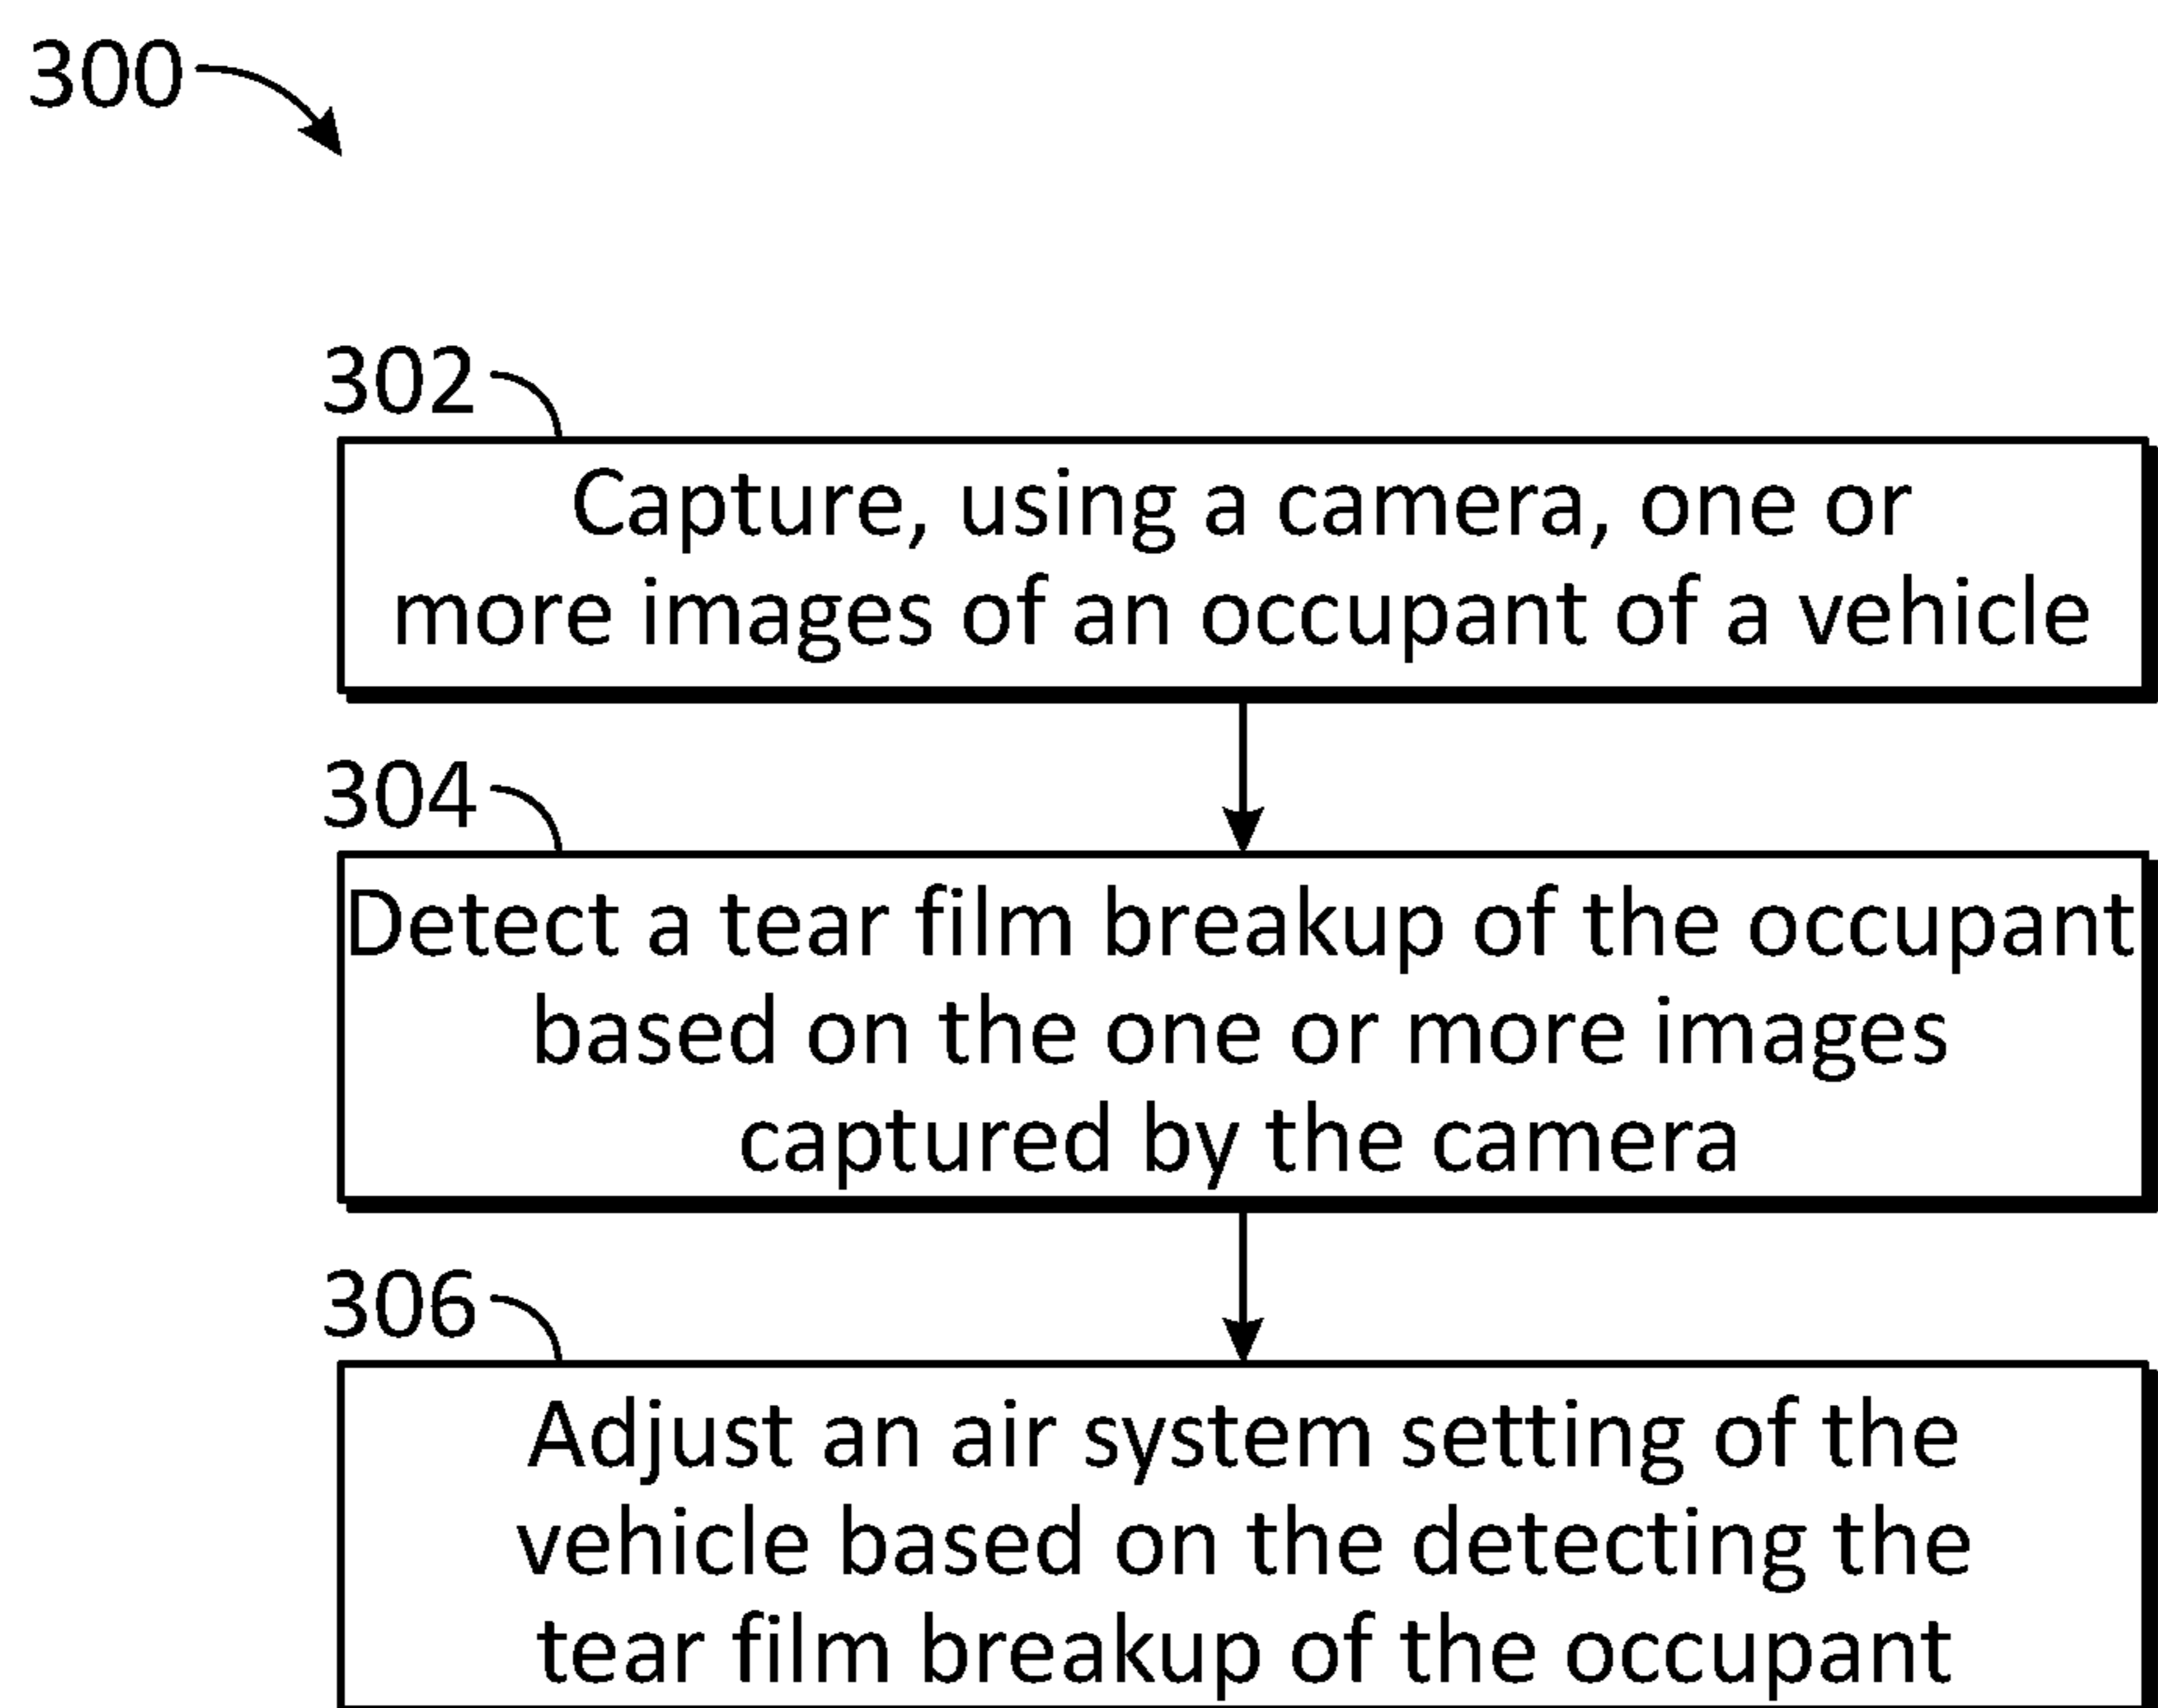 300
302
Capture, using a camera, one or
more images of an occupant of a vehicle
304
Detect a tear film breakup of the occupant
based on the one or more images
captured by the camera
306
Adjust an air system setting of the
vehicle based on the detecting the
tear film breakup of the occupant